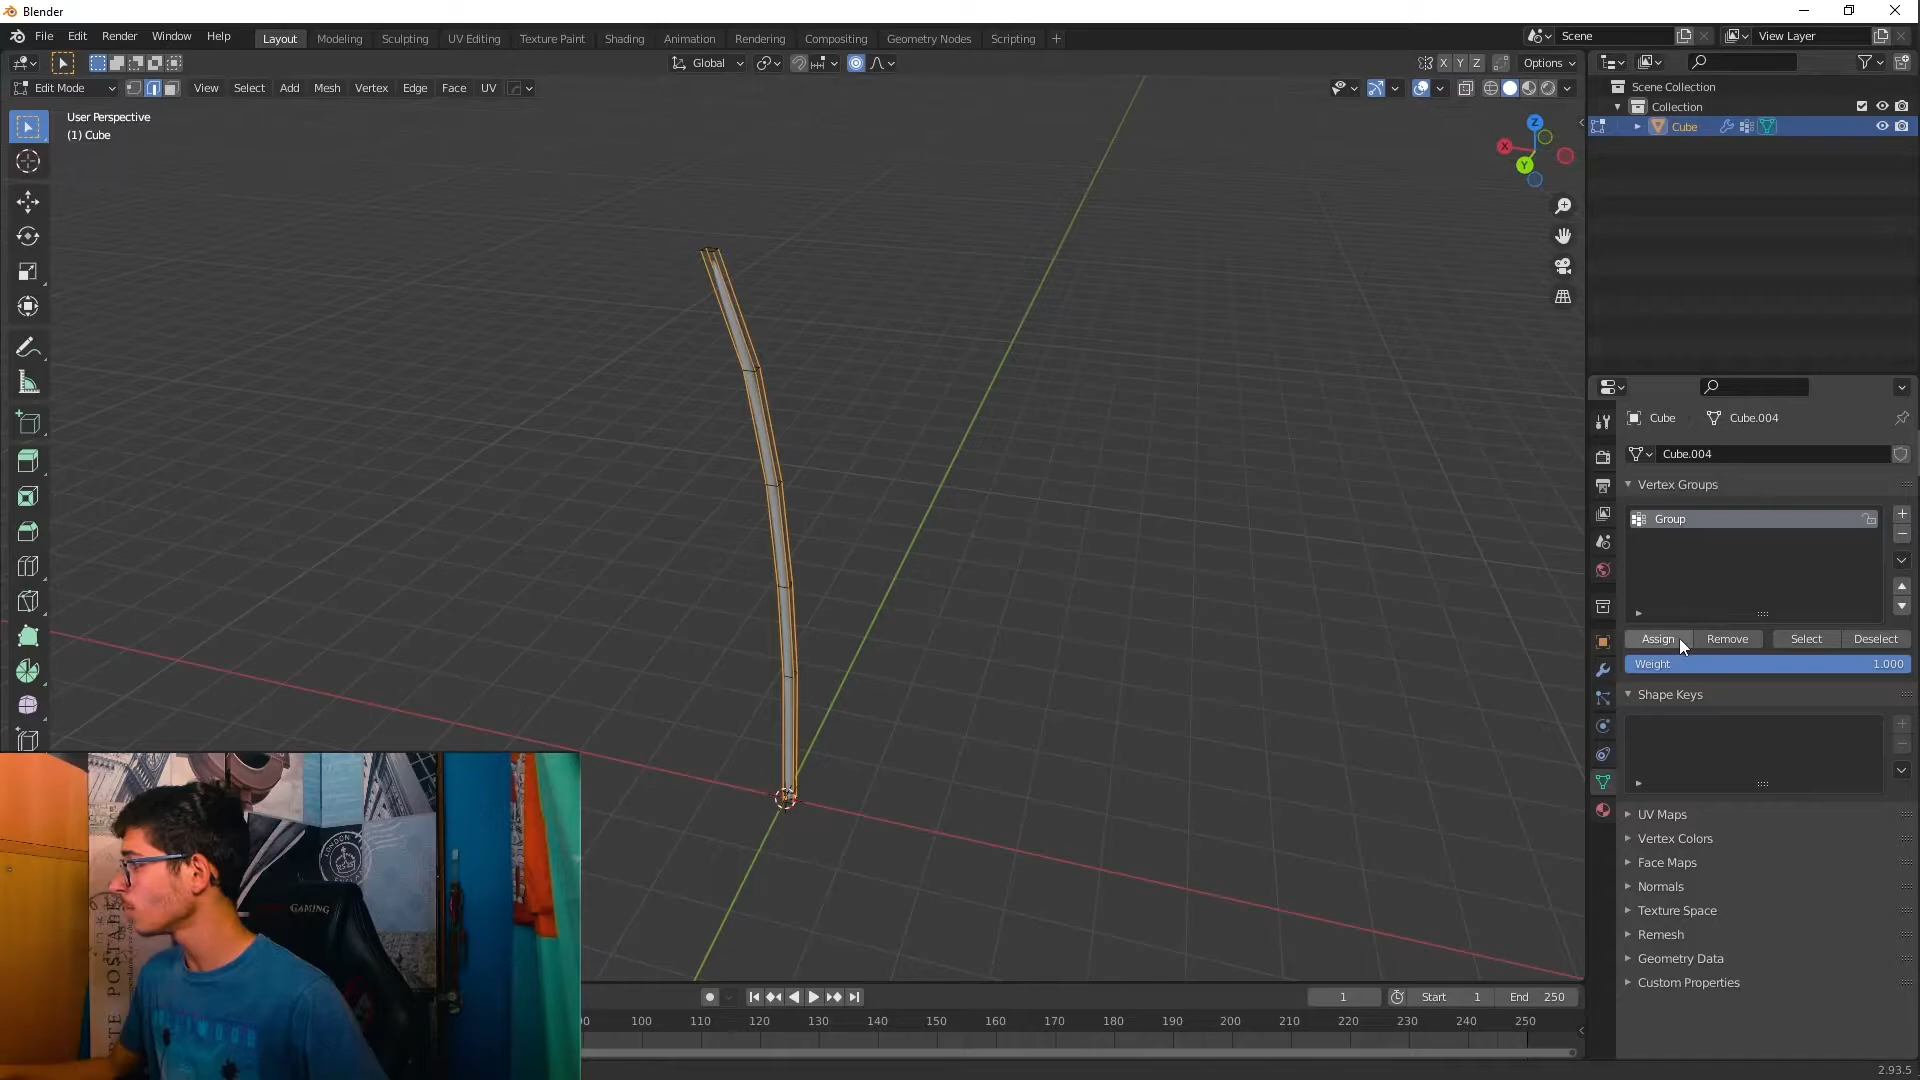 Blender
File Edit Render Window Help
Layout Modeling Sculpting UV Editing Texture Paint Shading Animation Rendering Compositing Geometry Nodes Scripting +
Scene
View Layer
Global
X Y Z
Options
Edit Mode
View Select Add Mesh Vertex Edge Face UV
User Perspective
(1) Cube
Z
X
Y
Scene Collection
Collection
Cube
Cube
Cube.004
Cube.004
Vertex Groups
Group
Assign
Remove
Select
Deselect
Weight 1.000
Shape Keys
UV Maps
Vertex Colors
Face Maps
Normals
Texture Space
Remesh
Geometry Data
Custom Properties
1
Start 1
End 250
100 110 120 130 140 150 160 170 180 190 200 210 220 230 240 250
2.93.5
LONDON
GAMING